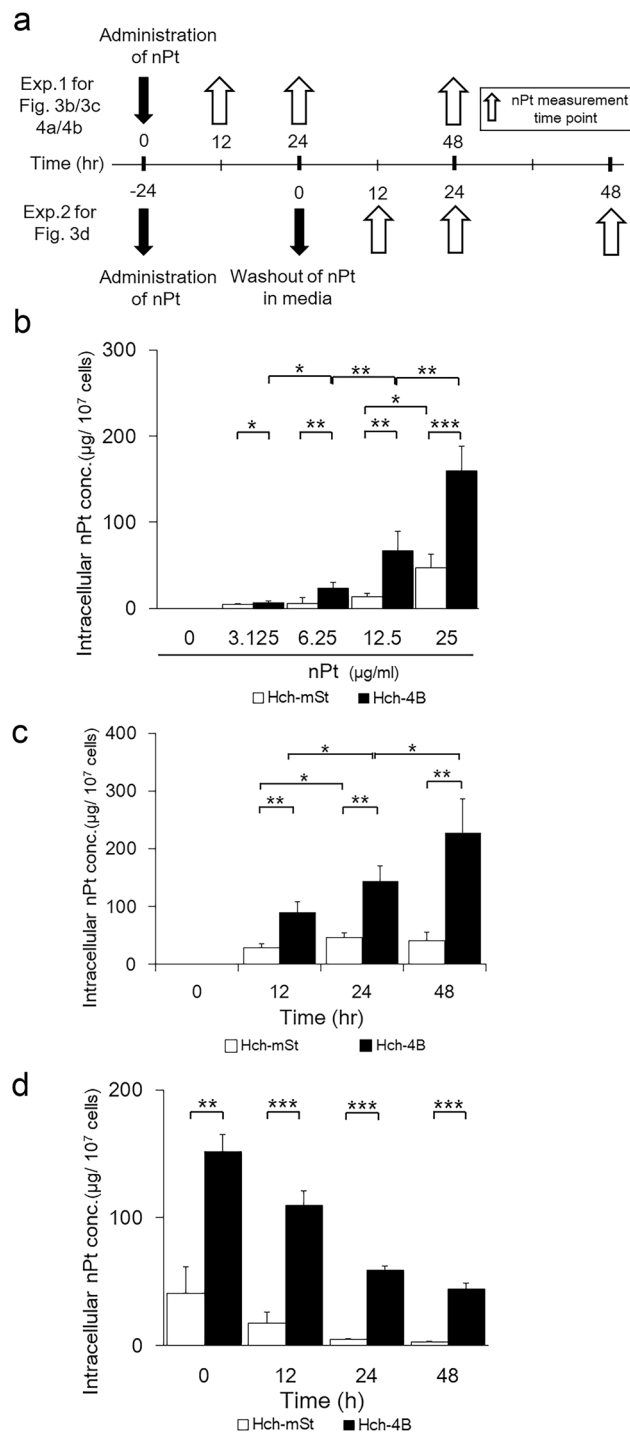 a
Administration
of nPt
Exp.1 for
Fig. 3b/3c
4a/4b
nPt measurement
time point
0 12 24 48
Time (hr)
-24 0 12 24 48
Exp.2 for
Fig. 3d
Administration
of nPt
Washout of nPt
in media
b
Intracellular nPt conc.(µg/ 10⁷ cells)
300
200
100
0
* ** **
*
* ** ** ***
0 3.125 6.25 12.5 25
nPt (µg/ml)
Hch-mSt Hch-4B
c
Intracellular nPt conc.(µg/ 10⁷ cells)
400
300
200
100
0
* *
*
** ** **
0 12 24 48
Time (hr)
Hch-mSt Hch-4B
d
Intracellular nPt conc.(µg/ 10⁷ cells)
200
100
0
** *** *** ***
0 12 24 48
Time (h)
Hch-mSt Hch-4B